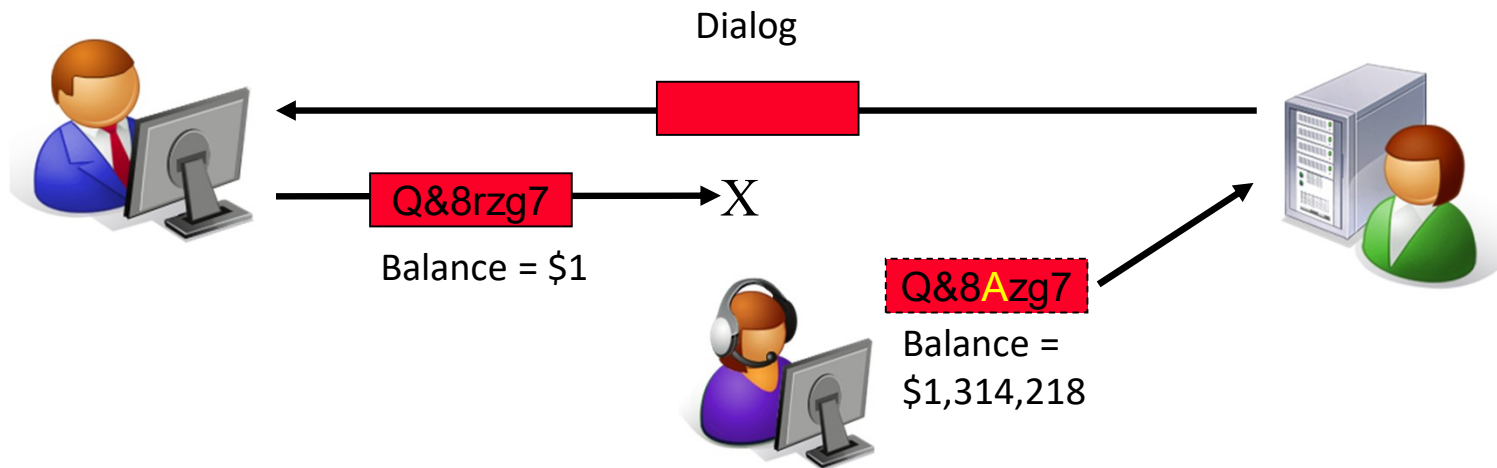 Dialog
Q&8rzg7
X
Balance = $1
Q&8Azg7
Balance =
$1,314,218